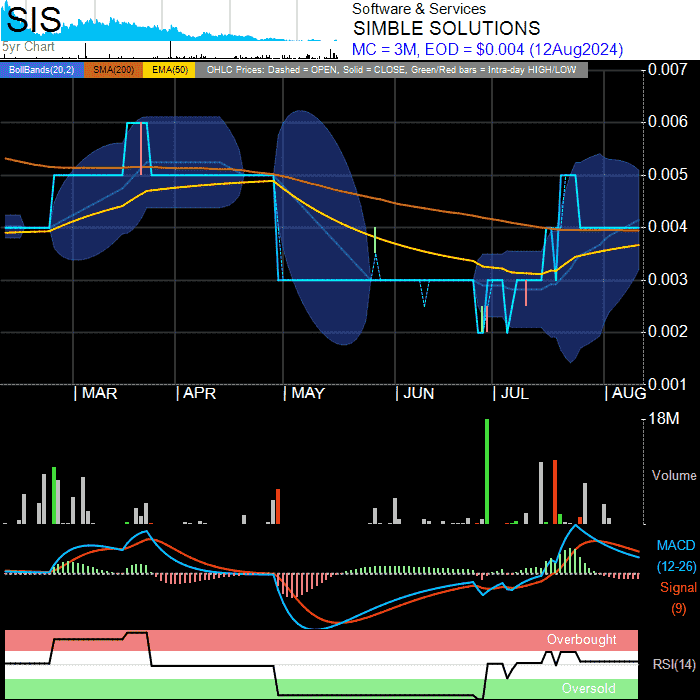 SIS
5yr Chart
Software & Services
SIMBLE SOLUTIONS
MC = 3M, EOD = $0.004 (12Aug2024)
BollBands(20,2) SMA(200) EMA(50) OHLC Prices: Dashed = OPEN, Solid = CLOSE, Green/Red bars = Intra-day HIGH/LOW
0.007
0.006
0.005
0.004
0.003
0.002
0.001
MAR APR MAY JUN JUL AUG
18M
Volume
MACD
(12-26)
Signal
(9)
Overbought
RSI(14)
Oversold